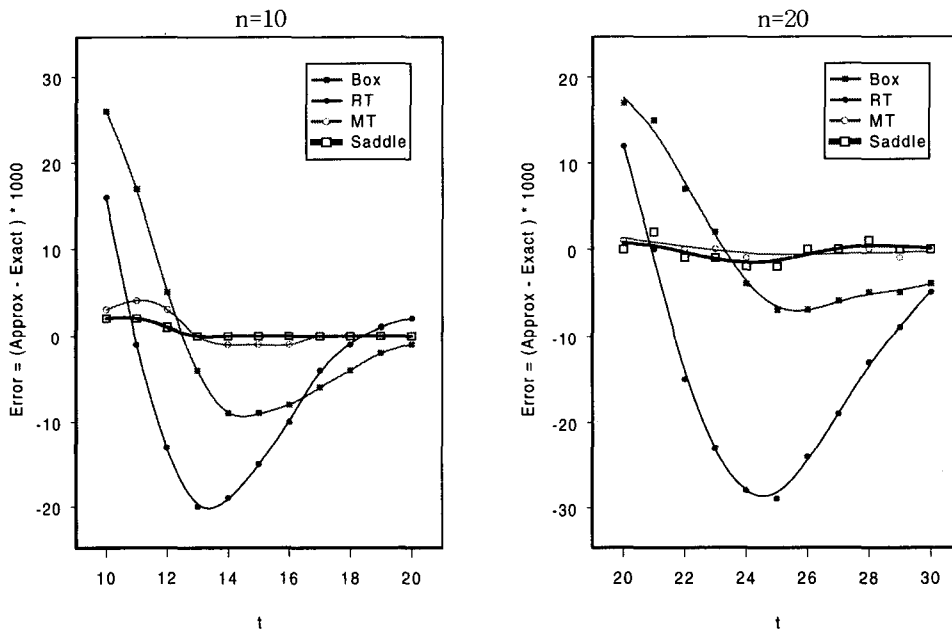 n=10
Error = (Approx - Exact ) * 1000
30
20
10
0
-10
-20
Box
RT
MT
Saddle
10 12 14 16 18 20
t
n=20
Error = (Approx - Exact ) * 1000
20
10
0
-10
-20
-30
Box
RT
MT
Saddle
20 22 24 26 28 30
t